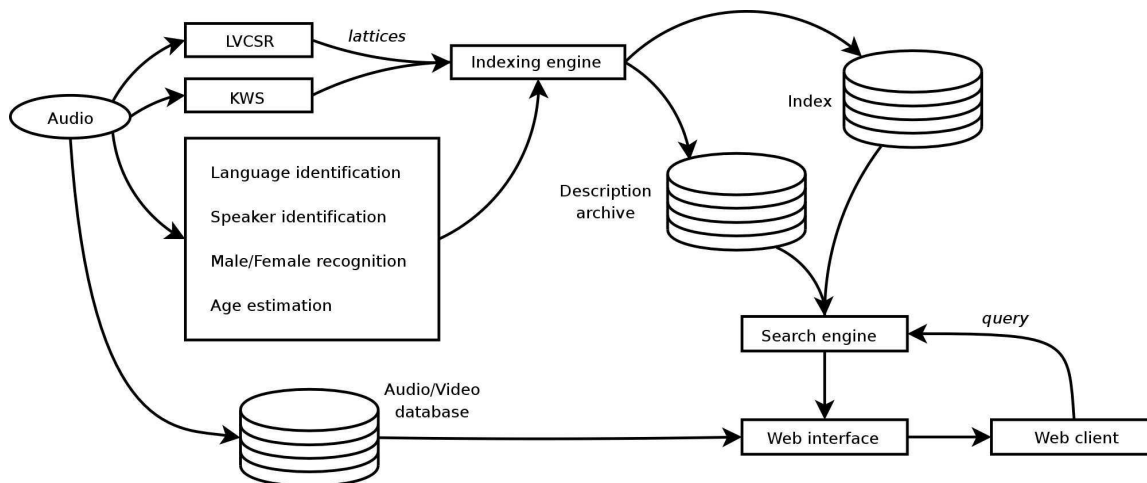 LVCSR
lattices
Indexing engine
KWS
Audio
Index
Language identification
Speaker identification
Male/Female recognition
Age estimation
Description
archive
Search engine
query
Audio/Video
database
Web interface
Web client